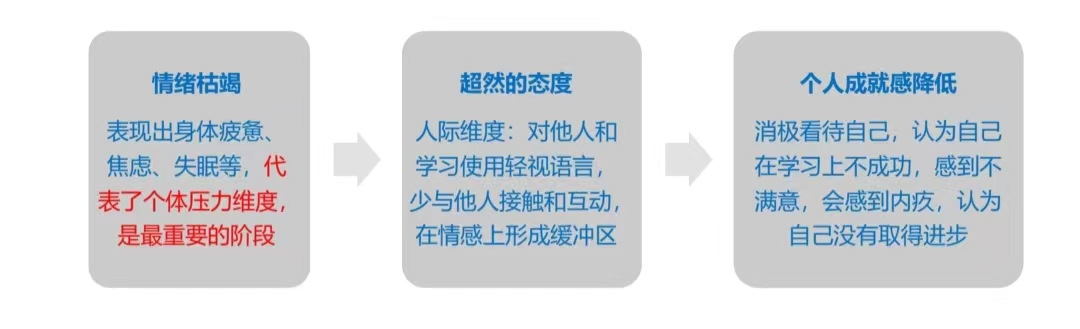 情绪枯竭
表现出身体疲惫、
焦虑、失眠等，代
表了个体压力维度，
是最重要的阶段
超然的态度
人际维度：对他人和
学习使用轻视语言，
少与他人接触和互动，
在情感上形成缓冲区
个人成就感降低
消极看待自己，认为自己
在学习上不成功，感到不
满意，会感到内疚，认为
自己没有取得进步